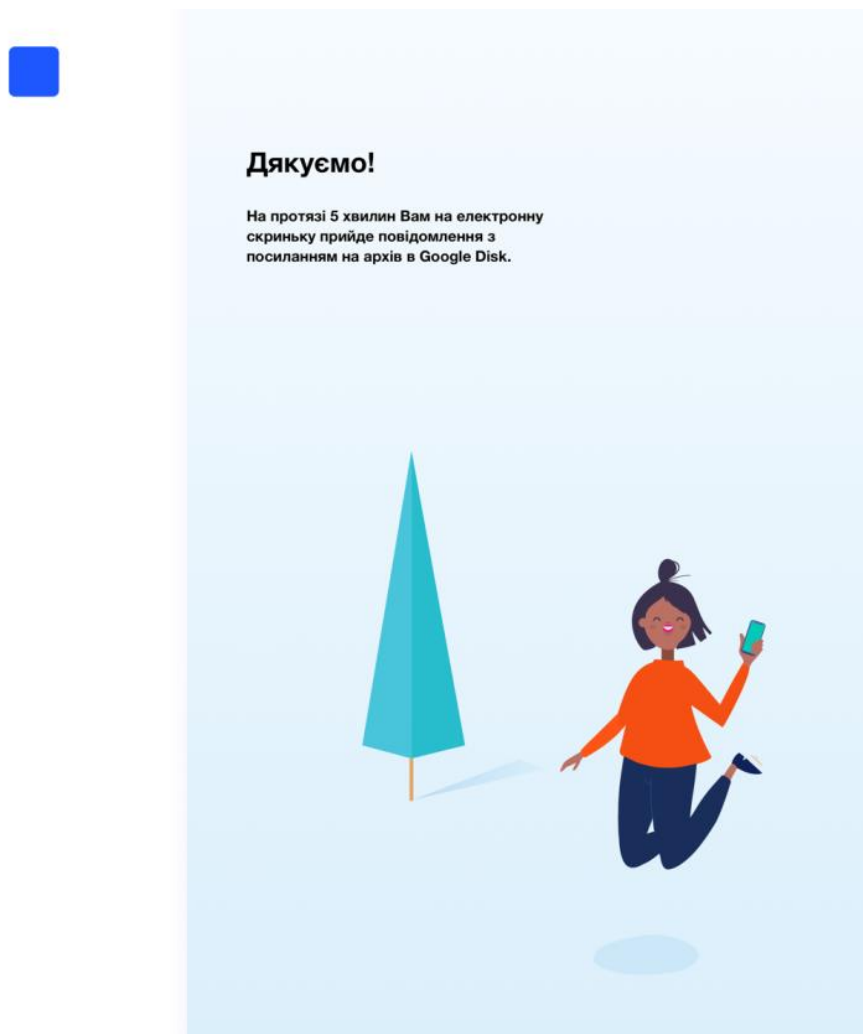 Дякуємо!
На протязі 5 хвилин Вам на електронну
скриньку прийде повідомлення з
посиланням на архів в Google Disk.